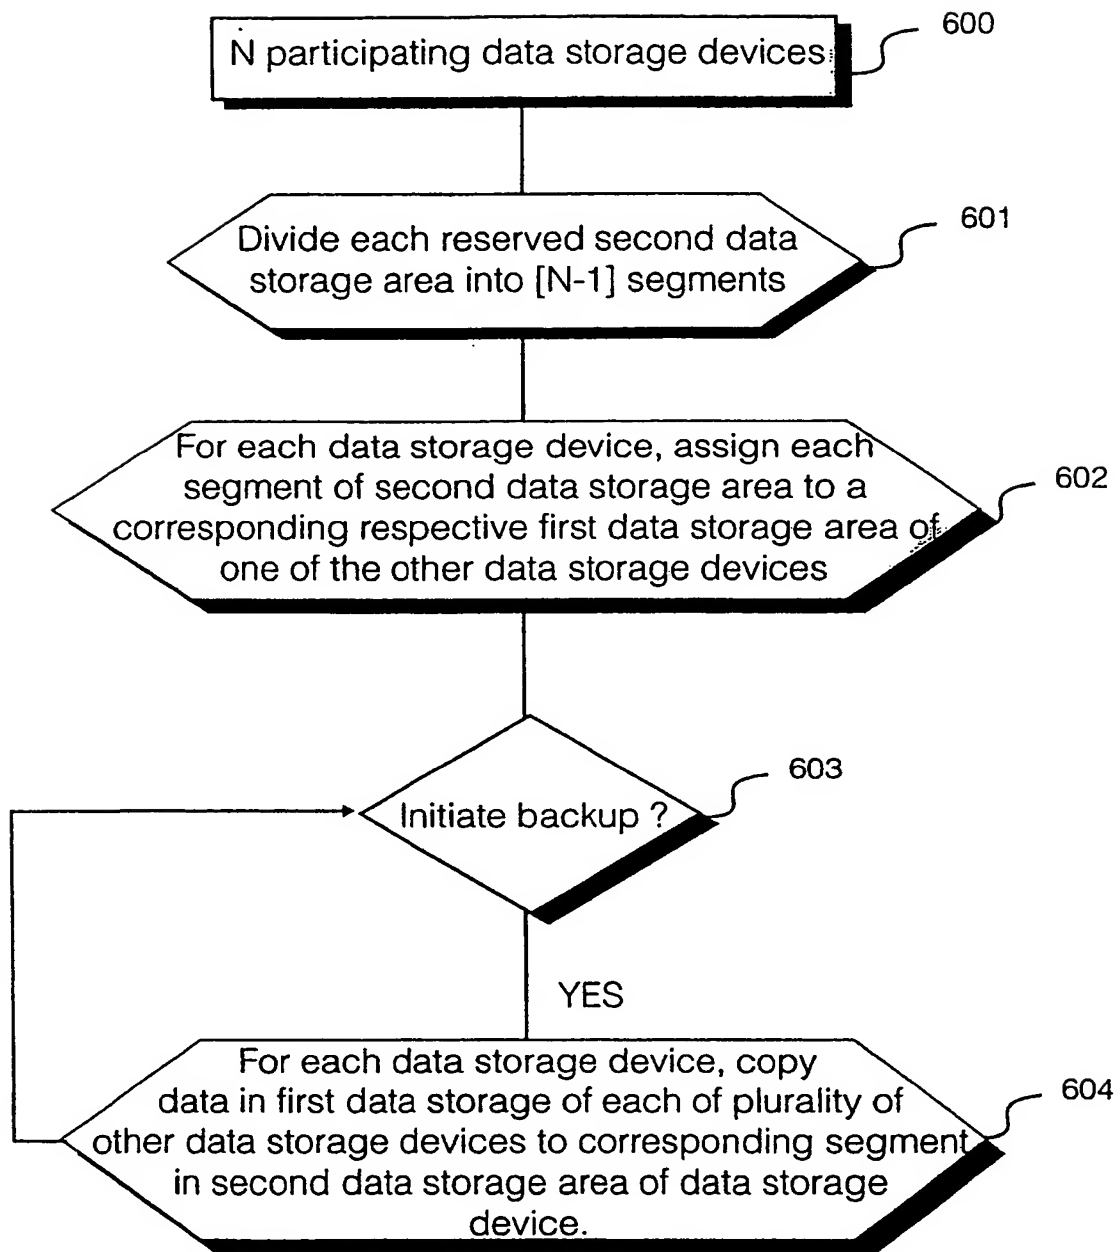 N participating data storage devices
600
Divide each reserved second data
storage area into [N-1] segments
601
For each data storage device, assign each
segment of second data storage area to a
corresponding respective first data storage area of
one of the other data storage devices
602
Initiate backup ?
603
YES
For each data storage device, copy
data in first data storage of each of plurality of
other data storage devices to corresponding segment
in second data storage area of data storage
device.
604